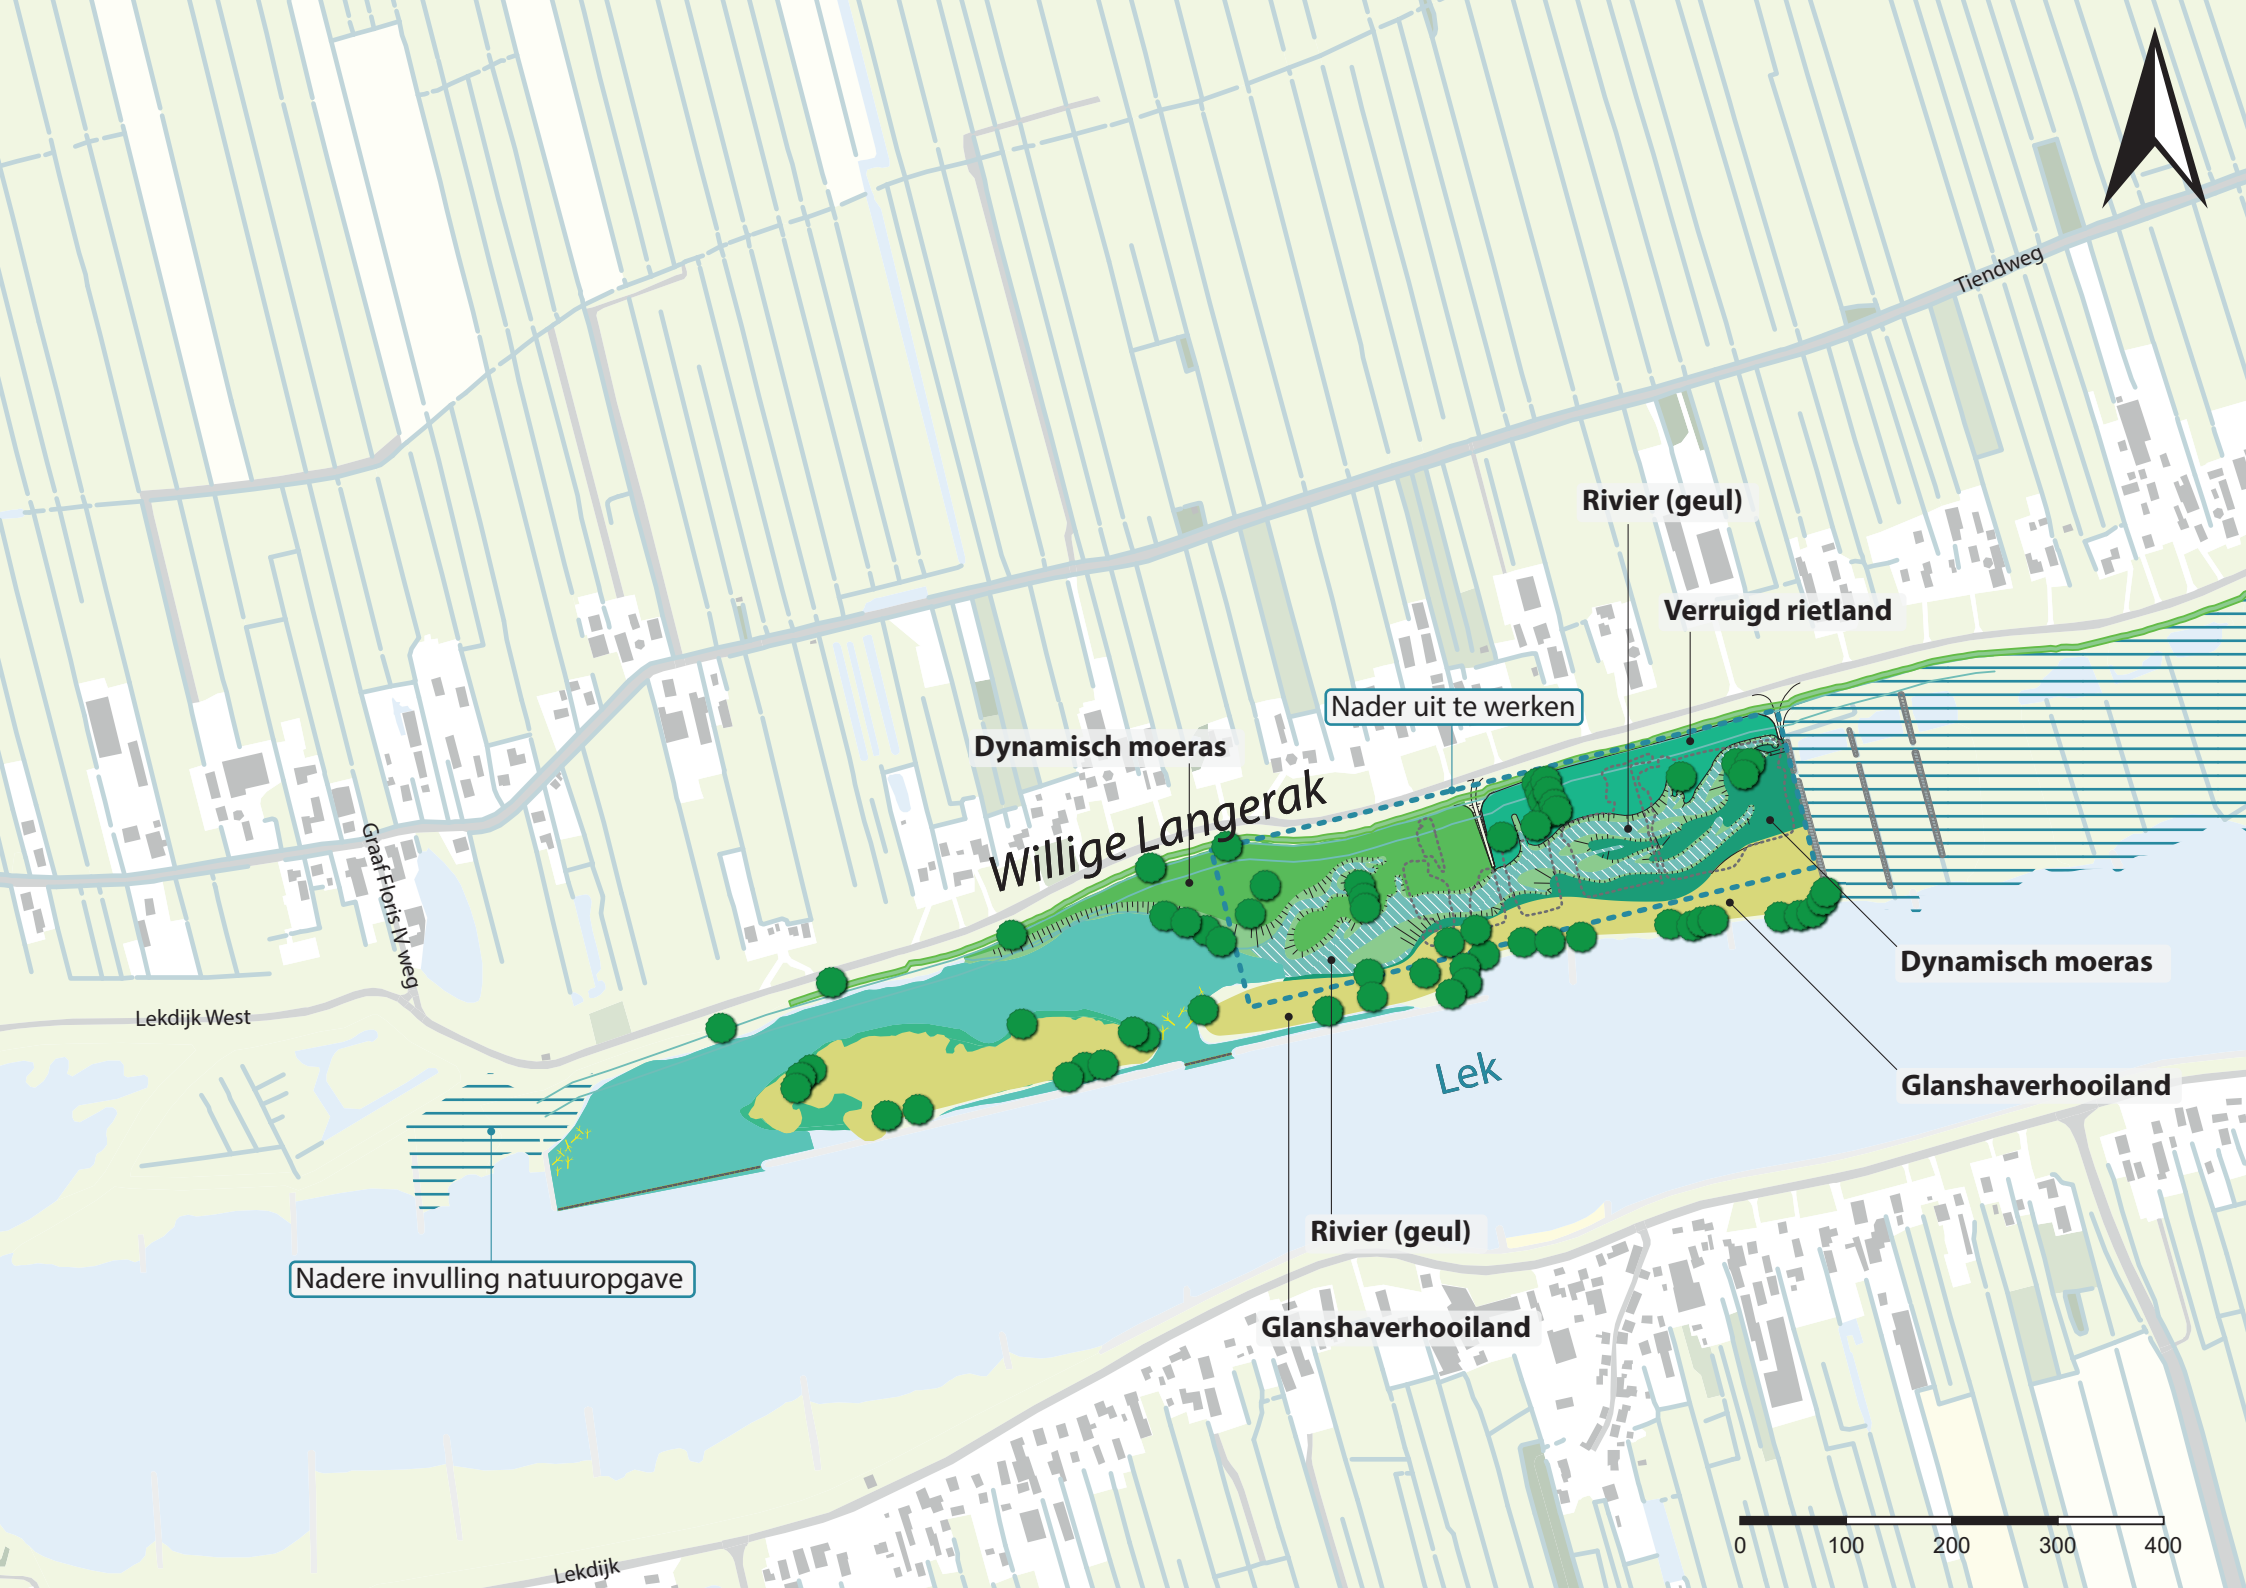 Tiendweg
Rivier (geul)
Verruigd rietland
Nader uit te werken
Dynamisch moeras
Willige Langerak
Graaf Floris IV weg
Dynamisch moeras
Lekdijk West
Lek
Glanshaverhooiland
Rivier (geul)
Nadere invulling natuuropgave
Glanshaverhooiland
Lekdijk
0 100 200 300 400